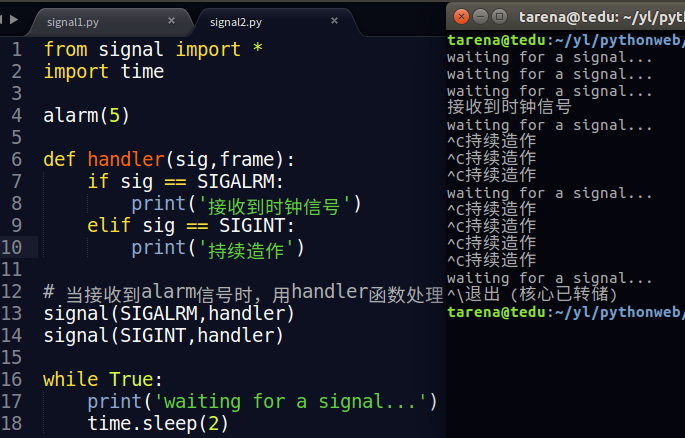 signal1.py
signal2.py
1 from signal import *
2 import time
3
4 alarm(5)
5
6 def handler(sig,frame):
7     if sig == SIGALRM:
8         print('接收到时钟信号')
9     elif sig == SIGINT:
10         print('持续造作')
11
12 # 当接收到alarm信号时，用handler函数处理
13 signal(SIGALRM,handler)
14 signal(SIGINT,handler)
15
16 while True:
17     print('waiting for a signal...')
18     time.sleep(2)
tarena@tedu: ~/yl/pythonweb/
tarena@tedu:~/yl/pythonweb/
waiting for a signal...
waiting for a signal...
waiting for a signal...
接收到时钟信号
waiting for a signal...
^C持续造作
^C持续造作
^C持续造作
waiting for a signal...
^C持续造作
^C持续造作
^C持续造作
^C持续造作
waiting for a signal...
^\退出 (核心已转储)
tarena@tedu:~/yl/pythonweb/